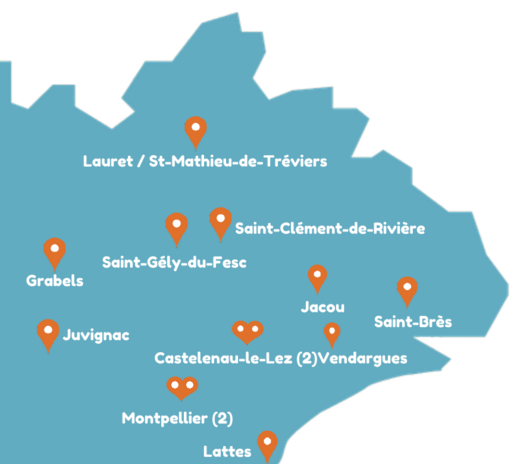 Lauret / St-Mathieu-de-Tréviers
Saint-Clément-de-Rivière
Saint-Gély-du-Fesc
Grabels
Jacou
Saint-Brès
Juvignac
Castelenau-le-Lez (2)
Vendargues
Montpellier (2)
Lattes